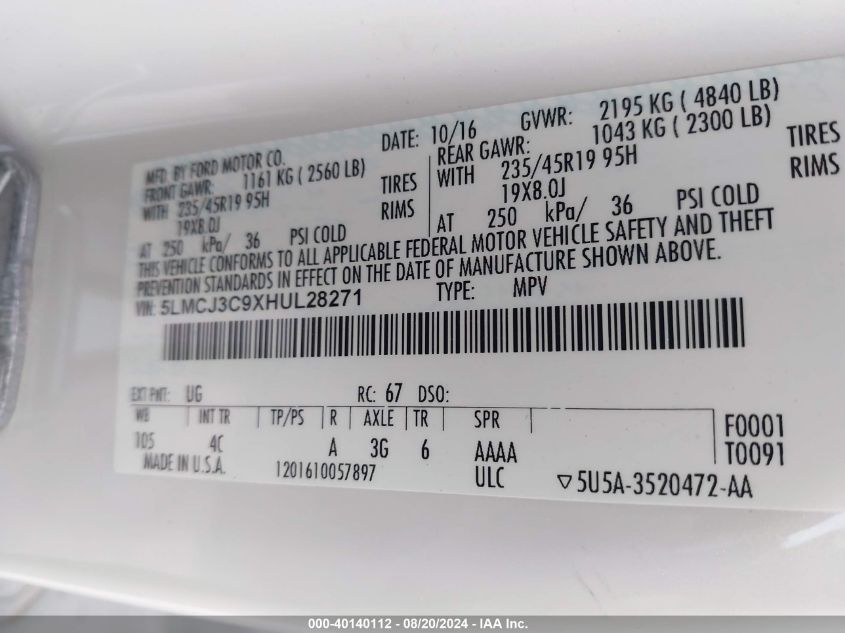 MFD. BY FORD MOTOR CO. DATE: 10/16 GVWR: 2195 KG ( 4840 LB)
FRONT GAWR: 1161 KG ( 2560 LB) REAR GAWR: 1043 KG ( 2300 LB)
WITH 235/45R19 95H TIRES WITH 235/45R19 95H TIRES
19X8.0J RIMS 19X8.0J RIMS
AT 250 kPa/ 36 PSI COLD AT 250 kPa/ 36 PSI COLD
THIS VEHICLE CONFORMS TO ALL APPLICABLE FEDERAL MOTOR VEHICLE SAFETY AND THEFT
PREVENTION STANDARDS IN EFFECT ON THE DATE OF MANUFACTURE SHOWN ABOVE.
VIN: 5LMCJ3C9XHUL28271 TYPE: MPV
EXT PNT: UG RC: 67 DSO:
WB INT TR TP/PS R AXLE TR SPR F0001
105 4C A 3G 6 AAAA T0091
MADE IN U.S.A. 1201610057897 ULC ▽5U5A-3520472-AA
000-40140112 - 08/20/2024 - IAA Inc.